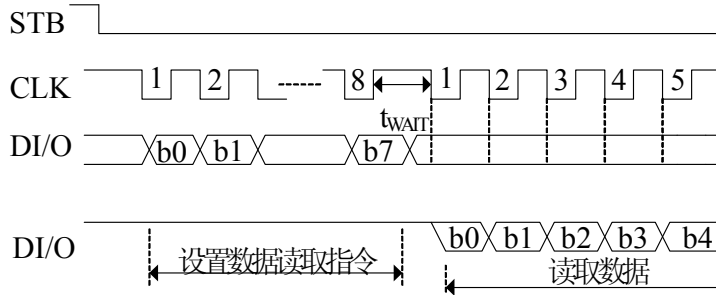 STB
CLK 1 2 8 1 2 3 4 5
tWAIT
DI/O b0 b1 b7
DI/O b0 b1 b2 b3 b4
设置数据读取指令 读取数据